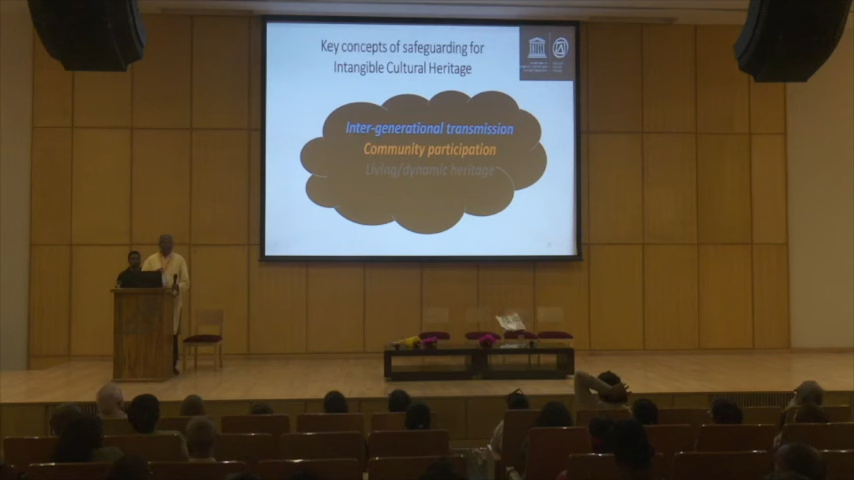 Key concepts of safeguarding for
Intangible Cultural Heritage
Inter-generational transmission
Community participation
Living/dynamic heritage